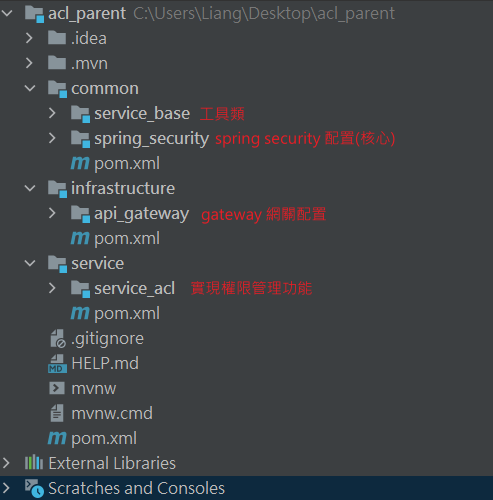 acl_parent C:\Users\Liang\Desktop\acl_parent
.idea
.mvn
common
service_base 工具類
spring_security spring security 配置(核心)
pom.xml
infrastructure
api_gateway gateway 網關配置
pom.xml
service
service_acl 實現權限管理功能
pom.xml
.gitignore
HELP.md
mvnw
mvnw.cmd
pom.xml
External Libraries
Scratches and Consoles